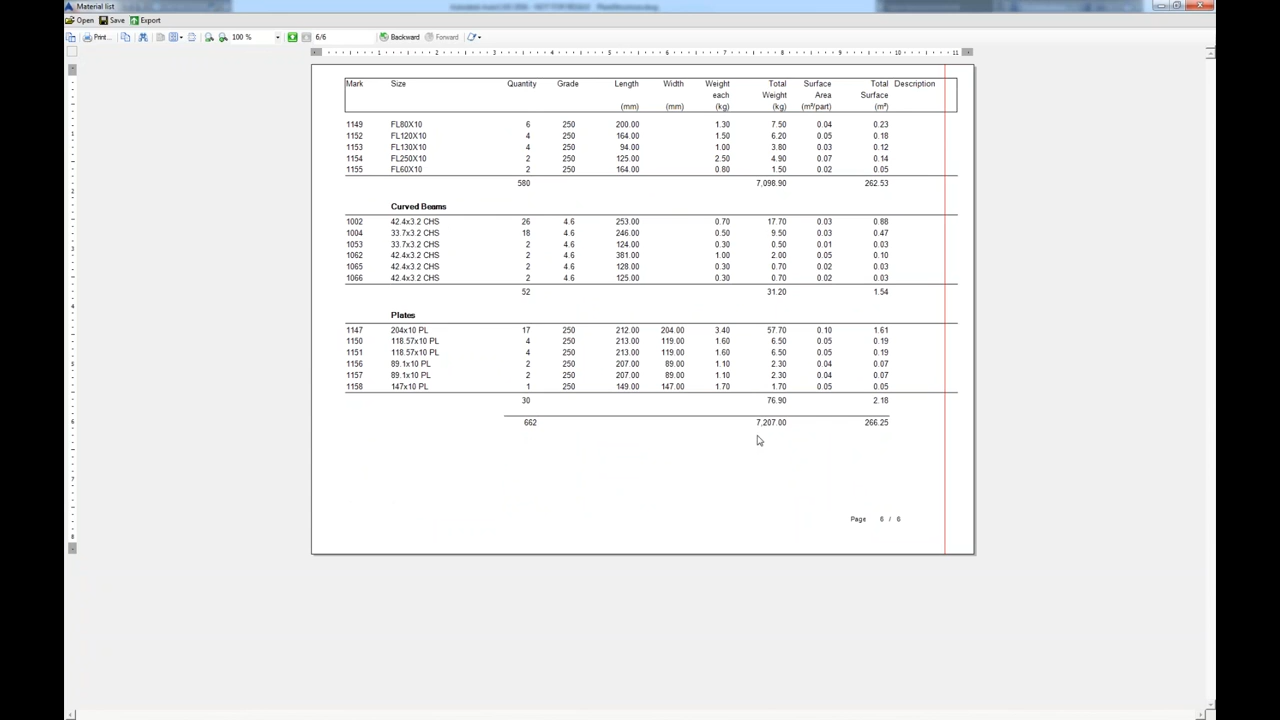 Material list
Open Save Export
Print... 100 % 6/6 Backward Forward
1 2 3 4 5 6 7 8 9 10 11
Mark Size Quantity Grade Length Width Weight Total Surface Total Description
each Weight Area Surface
(mm) (mm) (kg) (kg) (m²/part) (m²)
1149 FL80X10 6 250 200.00 1.30 7.50 0.04 0.23
1152 FL120X10 4 250 164.00 1.50 6.20 0.05 0.18
1153 FL130X10 4 250 94.00 1.00 3.80 0.03 0.12
1154 FL250X10 2 250 125.00 2.50 4.90 0.07 0.14
1155 FL60X10 2 250 164.00 0.80 1.50 0.02 0.05
580 7,098.90 262.53
Curved Beams
1002 42.4x3.2 CHS 26 4.6 253.00 0.70 17.70 0.03 0.88
1004 33.7x3.2 CHS 18 4.6 246.00 0.50 9.50 0.03 0.47
1053 33.7x3.2 CHS 2 4.6 124.00 0.30 0.50 0.01 0.03
1062 42.4x3.2 CHS 2 4.6 381.00 1.00 2.00 0.05 0.10
1065 42.4x3.2 CHS 2 4.6 128.00 0.30 0.70 0.02 0.03
1066 42.4x3.2 CHS 2 4.6 125.00 0.30 0.70 0.02 0.03
52 31.20 1.54
Plates
1147 204x10 PL 17 250 212.00 204.00 3.40 57.70 0.10 1.61
1150 118.57x10 PL 4 250 213.00 119.00 1.60 6.50 0.05 0.19
1151 118.57x10 PL 4 250 213.00 119.00 1.60 6.50 0.05 0.19
1156 89.1x10 PL 2 250 207.00 89.00 1.10 2.30 0.04 0.07
1157 89.1x10 PL 2 250 207.00 89.00 1.10 2.30 0.04 0.07
1158 147x10 PL 1 250 149.00 147.00 1.70 1.70 0.05 0.05
30 76.90 2.18
662 7,207.00 266.25
Page 6 / 6